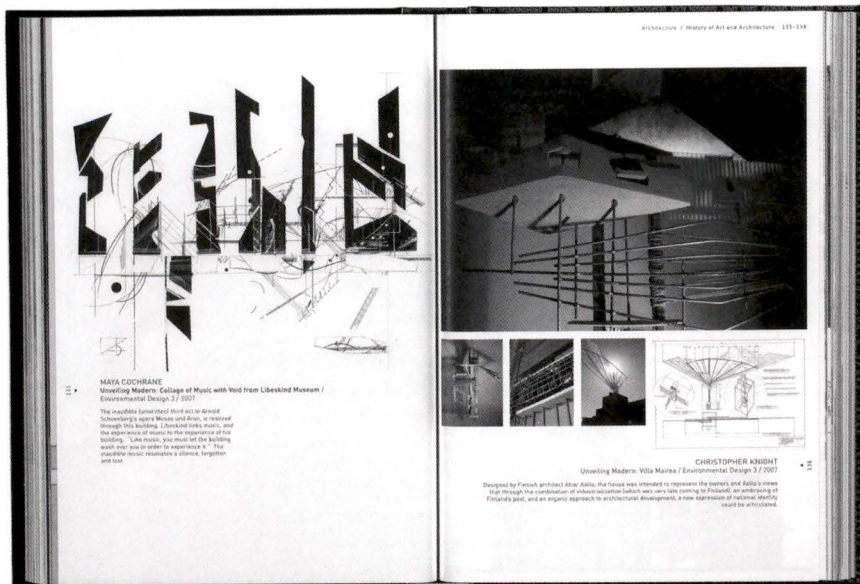 Architecture / History of Art and Architecture 135–136
MAYA COCHRANE
Unveiling Modern: Collage of Music with Void from Libeskind Museum /
Environmental Design 3 / 2007
The inaudible (unwritten) third act in Arnold
Schoenberg's opera Moses und Aron, is realized
through this building. Libeskind links music, and
the experience of music to the experience of his
building. "Like music, you must let the building
wash over you in order to experience it." The
inaudible music resonates a silence, forgotten
and lost.
135
CHRISTOPHER KNIGHT
Unveiling Modern: Villa Mairea / Environmental Design 3 / 2007
Designed by Finnish architect Alvar Aalto, the house was intended to represent the owners and Aalto's views
that through the combination of industrialization (which was very late coming to Finland), an embracing of
Finland's past, and an organic approach to architectural development, a new expression of national identity
could be articulated.
136